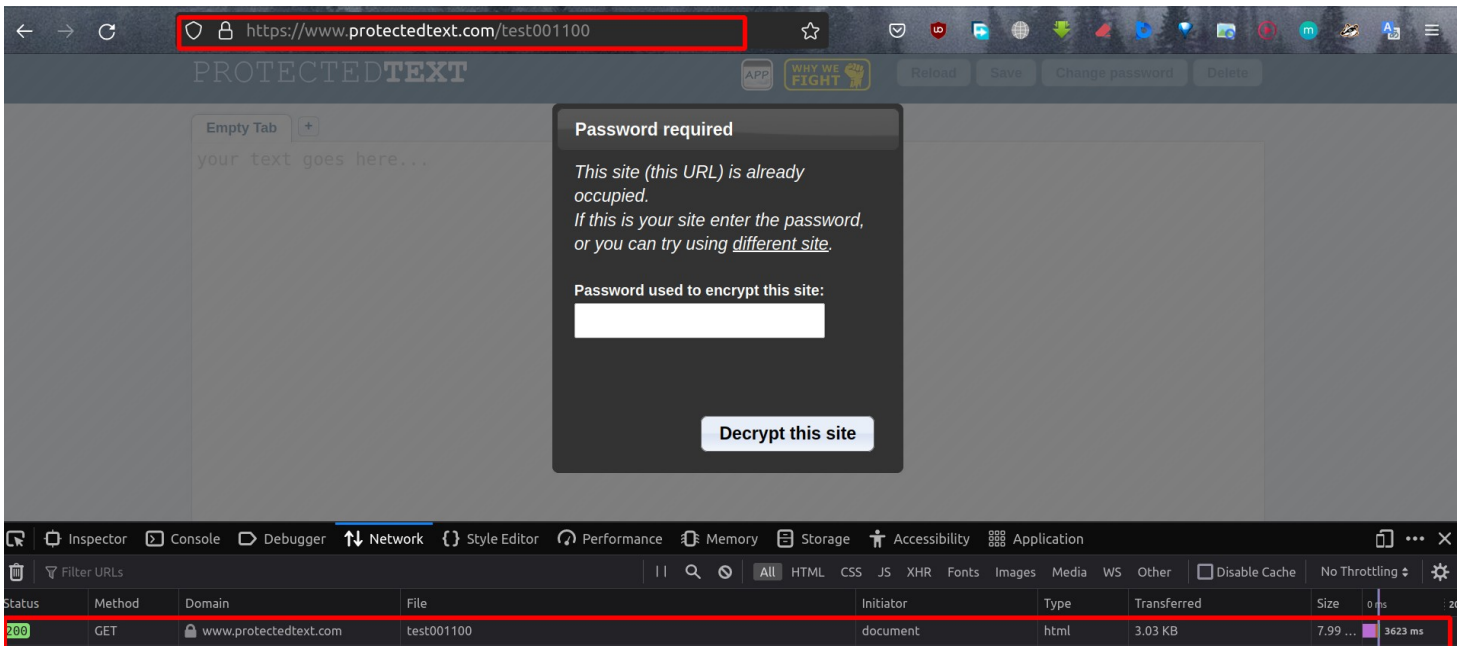 https://www.protectedtext.com/test001100
PROTECTEDTEXT
APP
WHY WE FIGHT
Reload
Save
Change password
Delete
Empty Tab +
your text goes here...
Password required
This site (this URL) is already
occupied.
If this is your site enter the password,
or you can try using different site.
Password used to encrypt this site:
Decrypt this site
Inspector Console Debugger Network Style Editor Performance Memory Storage Accessibility Application
Filter URLs All HTML CSS JS XHR Fonts Images Media WS Other Disable Cache No Throttling
Status Method Domain File Initiator Type Transferred Size 0 ms 20
200 GET www.protectedtext.com test001100 document html 3.03 KB 7.99 ... 3623 ms